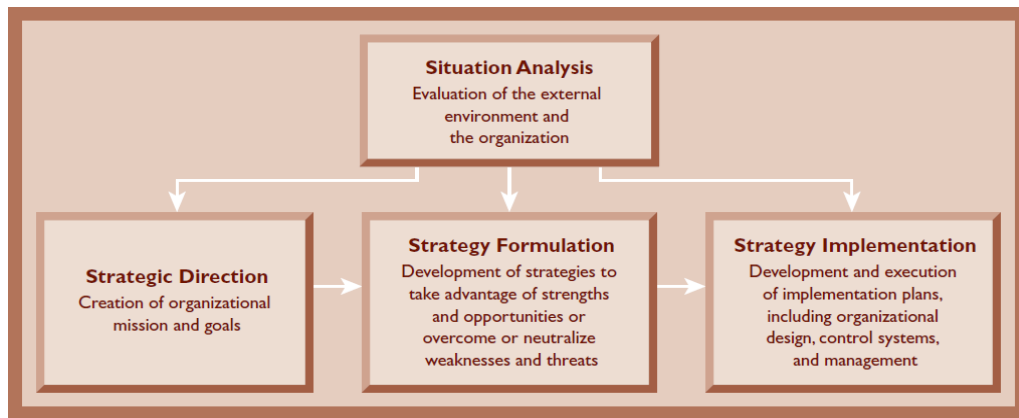 Situation Analysis
Evaluation of the external
environment and
the organization
Strategic Direction
Creation of organizational
mission and goals
Strategy Formulation
Development of strategies to
take advantage of strengths
and opportunities or
overcome or neutralize
weaknesses and threats
Strategy Implementation
Development and execution
of implementation plans,
including organizational
design, control systems,
and management